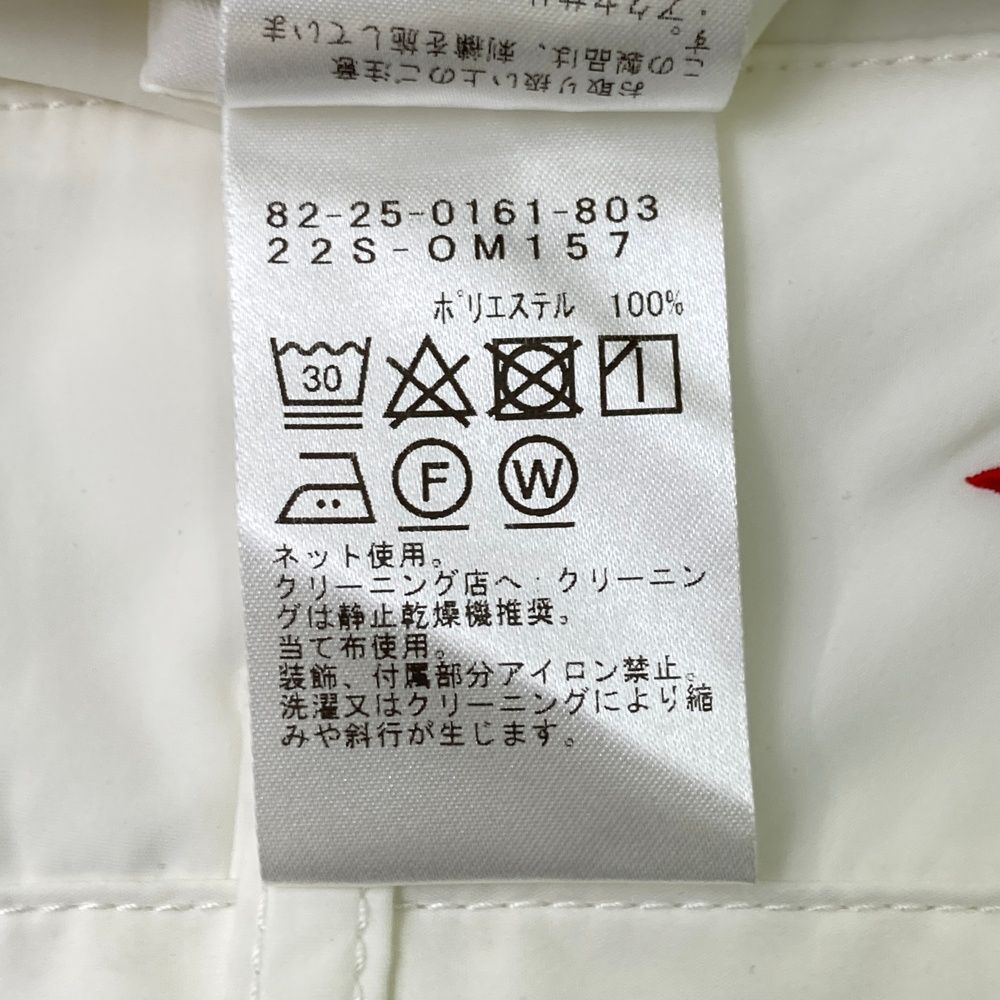 お取り扱い上のご注意
この製品は、刺繍を施していま
す。
82-25-0161-803
22S-OM157
ポリエステル 100%
30
F W
ネット使用。
クリーニング店へ・クリーニン
グは静止乾燥機推奨。
当て布使用。
装飾、付属部分アイロン禁止。
洗濯又はクリーニングにより縮
みや斜行が生じます。